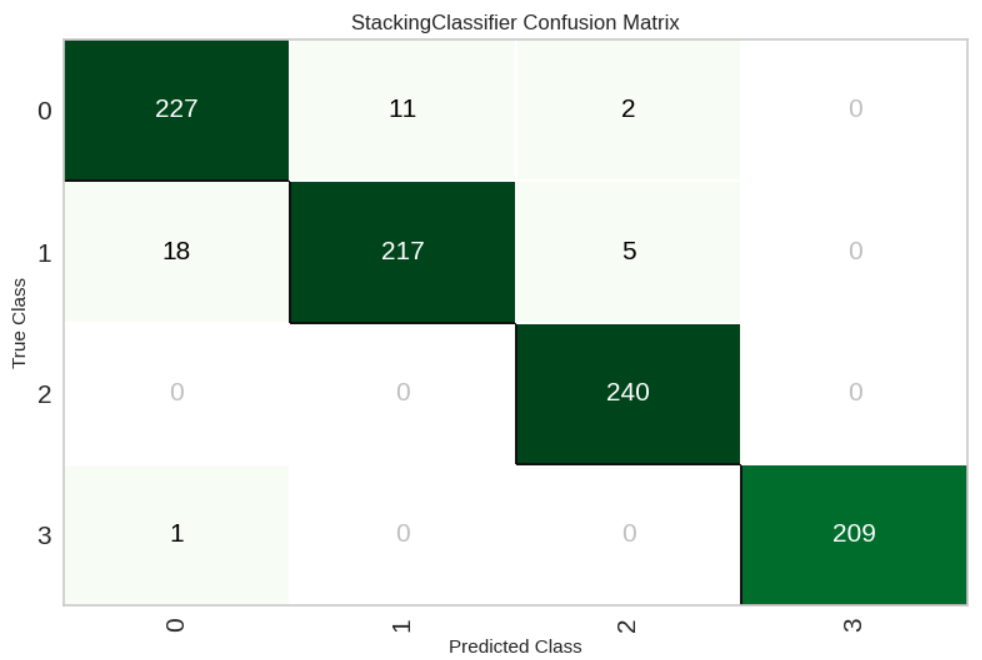 StackingClassifier Confusion Matrix
0 227 11 2 0
1 18 217 5 0
2 0 0 240 0
3 1 0 0 209
True Class
0 1 2 3
Predicted Class